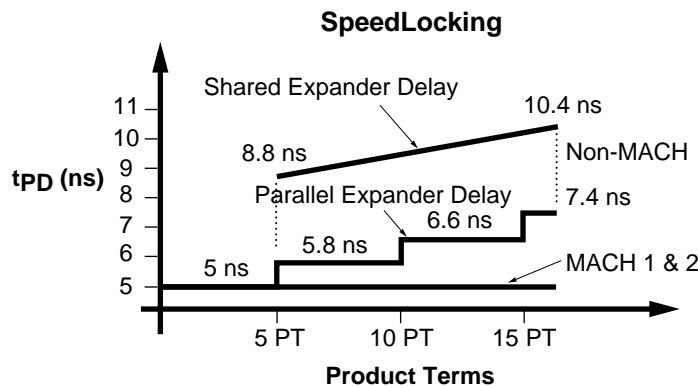 SpeedLocking
Shared Expander Delay
11
10.4 ns
10
8.8 ns
Non-MACH
9
tPD (ns)
Parallel Expander Delay
8
7.4 ns
7
6.6 ns
5.8 ns
6
5 ns
MACH 1 & 2
5
5 PT 10 PT 15 PT
Product Terms